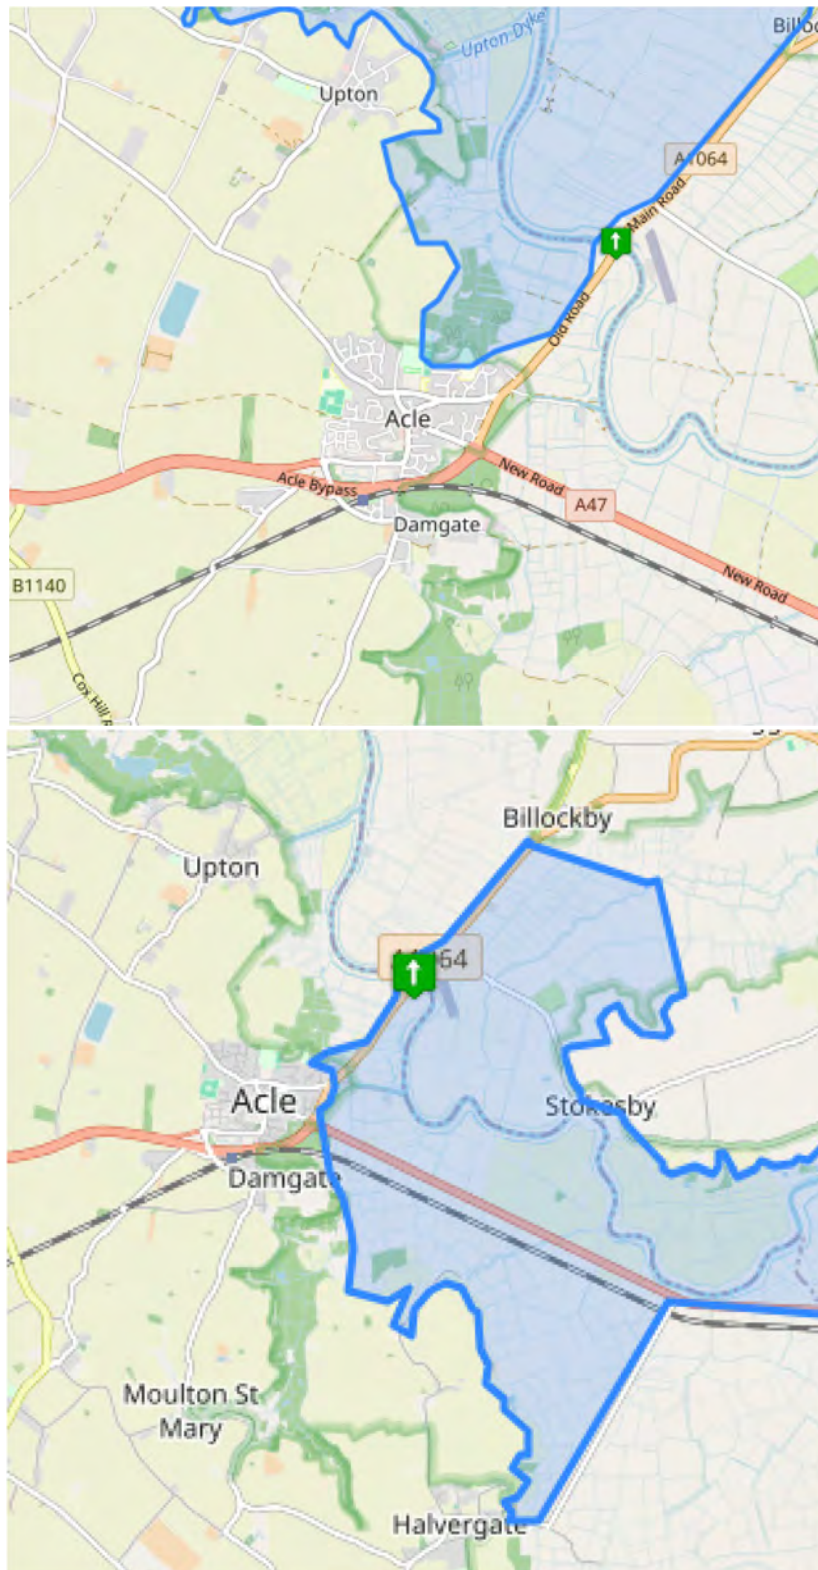 Upton Dyke
Upton
A1064
Main Road
Old Road
Acle
Acle Bypass
New Road
A47
Damgate
New Road
B1140
Cox Hill
Billockby
Upton
64
Acle
Stokesby
Damgate
Moulton St
Mary
Halvergate